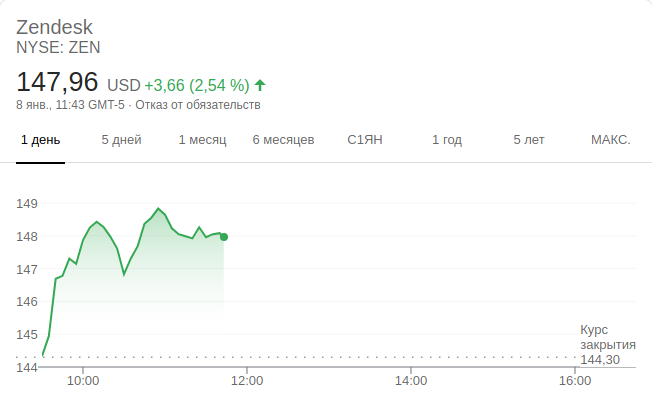 Zendesk
NYSE: ZEN
147,96 USD +3,66 (2,54 %)
8 янв., 11:43 GMT-5 · Отказ от обязательств
1 день 5 дней 1 месяц 6 месяцев С1ЯН 1 год 5 лет МАКС.
149
148
147
146
145
144
Курс
закрытия
144,30
10:00 12:00 14:00 16:00